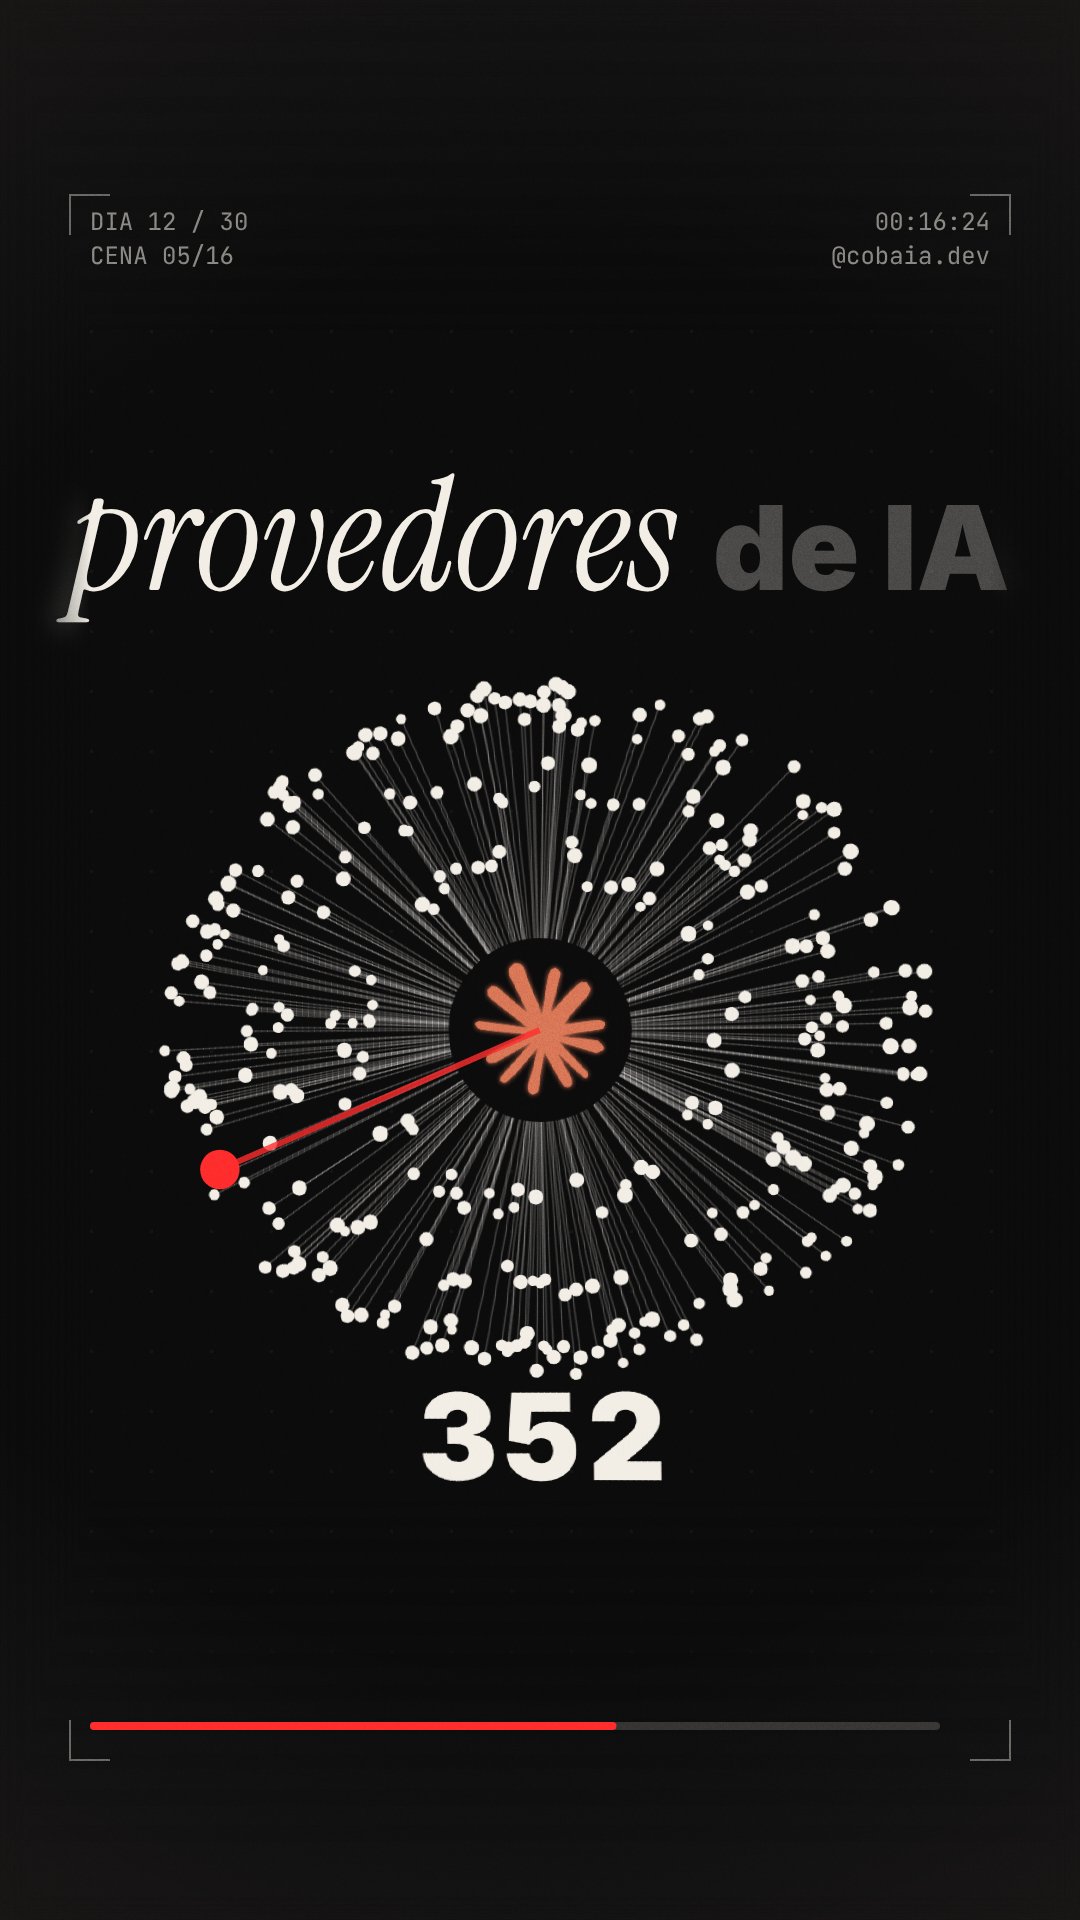 DIA 12 / 30
00:16:24
CENA 05/16
@cobaia.dev
provedores de IA
352